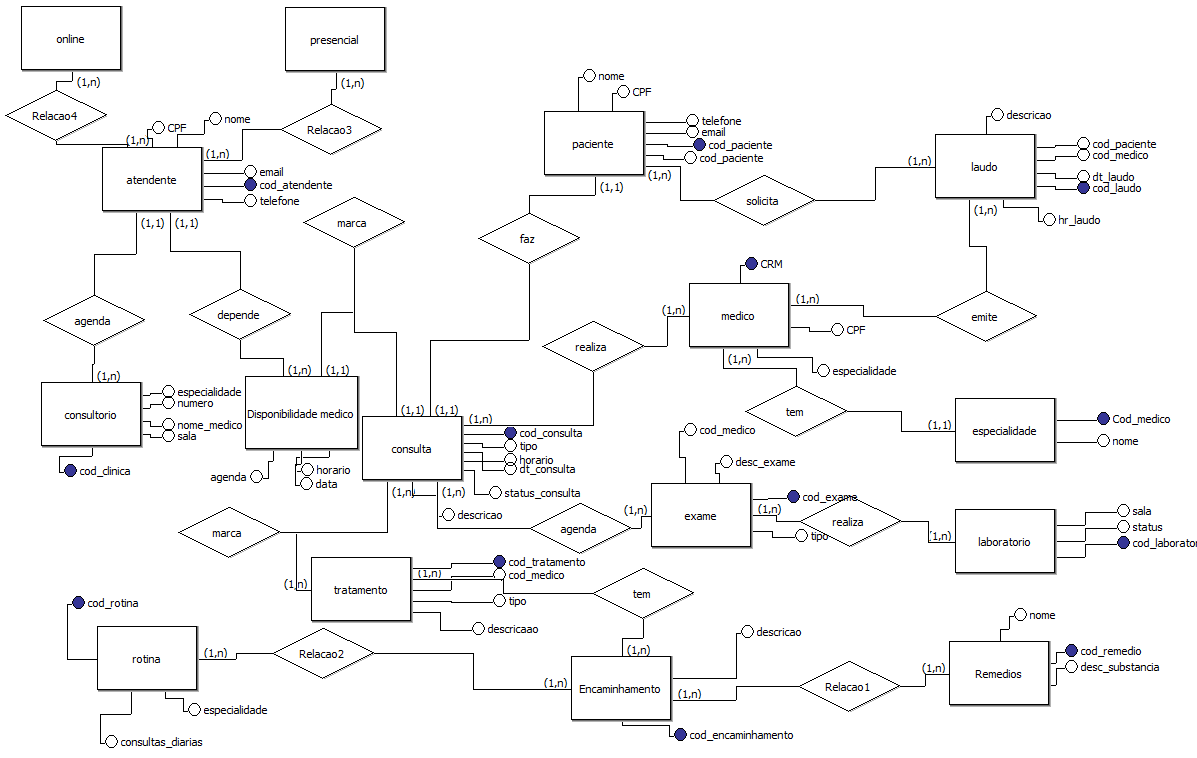 online
presencial
(1,n)
(1,n)
Relacao4
Relacao3
CPF
nome
(1,n)
(1,n)
atendente
email
cod_atendente
telefone
(1,1)
(1,1)
marca
agenda
depende
(1,n)
(1,n)
(1,1)
consultorio
especialidade
numero
nome_medico
sala
cod_clinica
Disponibilidade medico
agenda
horario
data
nome
CPF
paciente
telefone
email
cod_paciente
cod_paciente
(1,n)
(1,1)
solicita
faz
descricao
(1,n)
laudo
cod_paciente
cod_medico
dt_laudo
cod_laudo
hr_laudo
(1,n)
CRM
(1,n)
medico
(1,n)
emite
CPF
(1,n)
especialidade
realiza
tem
(1,1)
especialidade
Cod_medico
nome
(1,1)
(1,1)
(1,n)
consulta
cod_consulta
tipo
horario
dt_consulta
status_consulta
(1,n)
(1,n)
descricao
cod_medico
desc_exame
(1,n)
exame
cod_exame
(1,n)
tipo
agenda
realiza
(1,n)
laboratorio
sala
status
cod_laborator
marca
(1,n)
tratamento
cod_tratamento
(1,n)
cod_medico
tipo
descricaao
tem
cod_rotina
rotina
(1,n)
Relacao2
especialidade
consultas_diarias
(1,n)
(1,n)
Encaminhamento
descricao
(1,n)
cod_encaminhamento
Relacao1
(1,n)
Remedios
nome
cod_remedio
desc_substancia